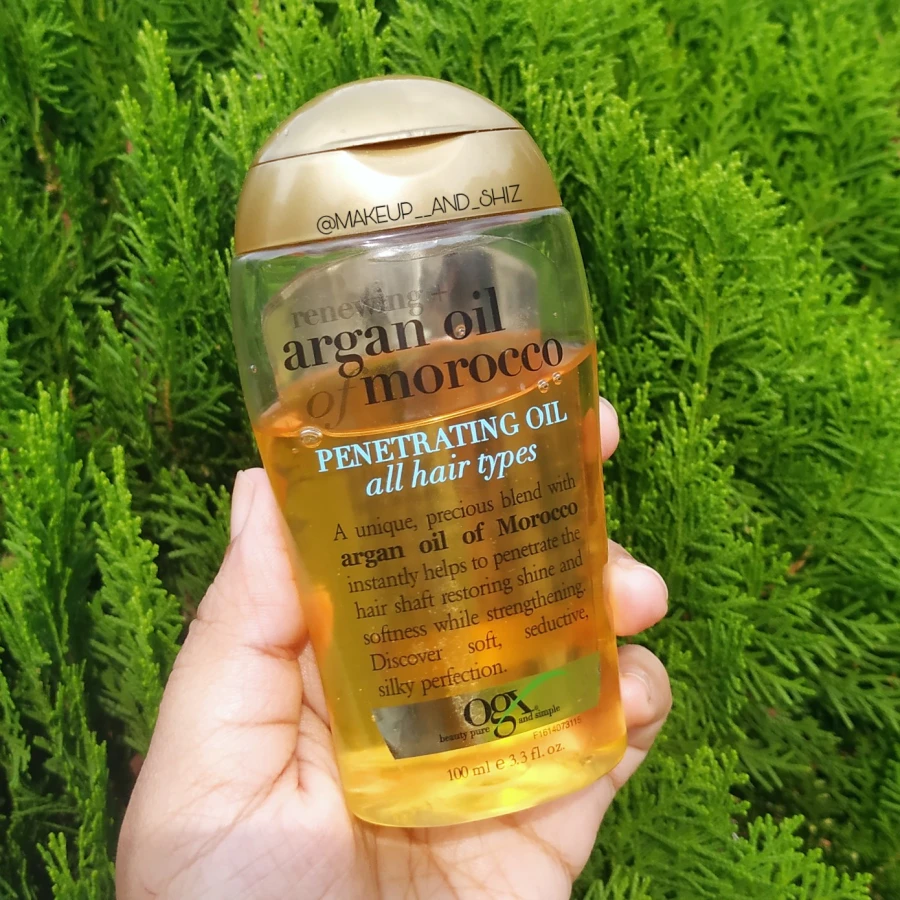 @MAKEUP__AND_SHIZ
renewing +
argan oil
of morocco
PENETRATING OIL
all hair types
A unique, precious blend with
argan oil of Morocco
instantly helps to penetrate the
hair shaft restoring shine and
softness while strengthening.
Discover soft, seductive,
silky perfection.
ogx®
beauty pure and simple
F1614073115
100 ml e 3.3 fl. oz.